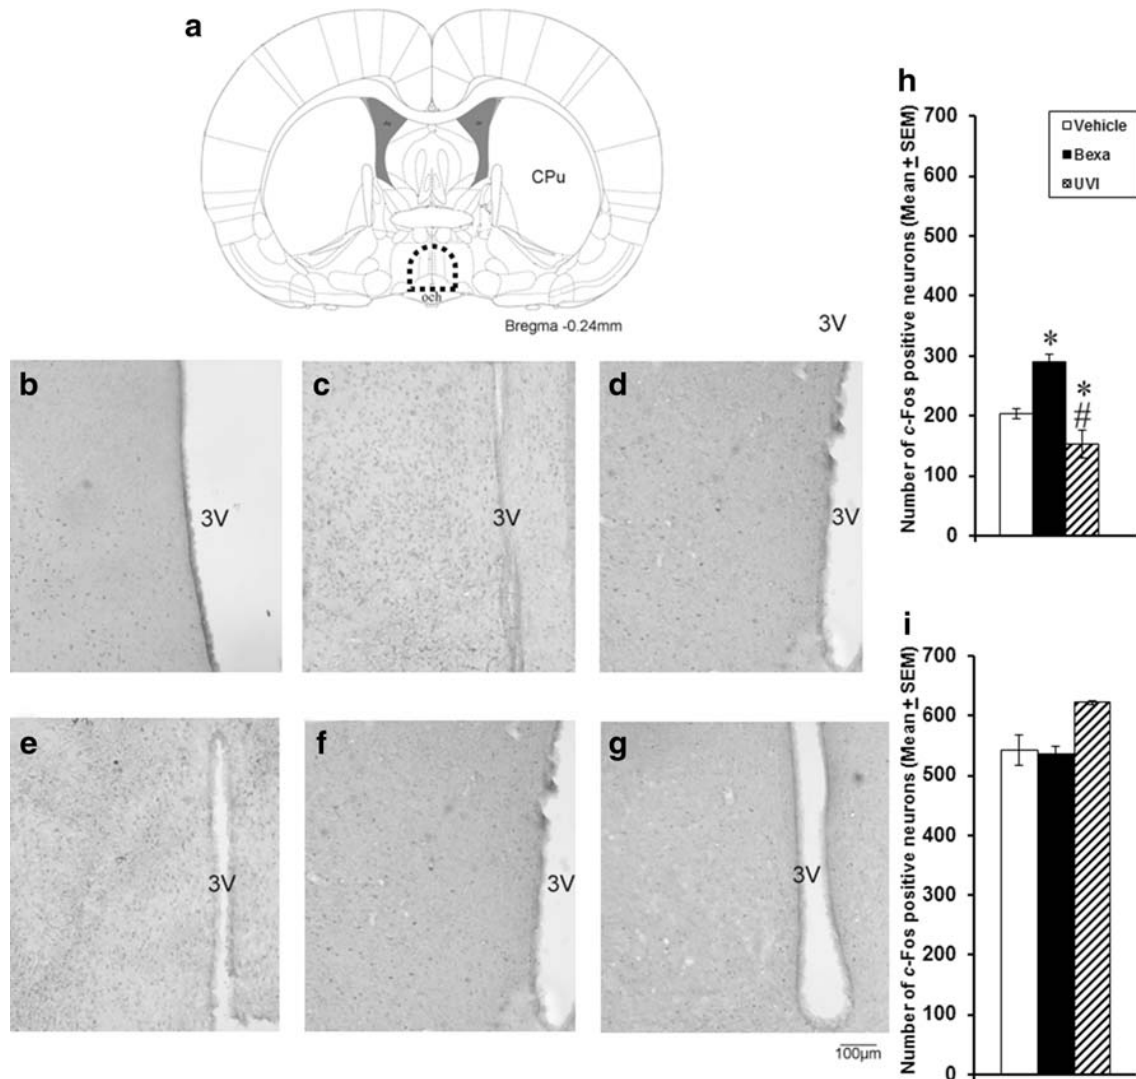 a
CPu
och
Bregma -0.24mm
3V
b
3V
c
3V
d
3V
e
3V
f
3V
g
3V
100µm
h
Number of c-Fos positive neurons (Mean ± SEM)
700
600
500
400
300
200
100
0
Vehicle
Bexa
UVI
*
*
#
i
Number of c-Fos positive neurons (Mean ± SEM)
700
600
500
400
300
200
100
0